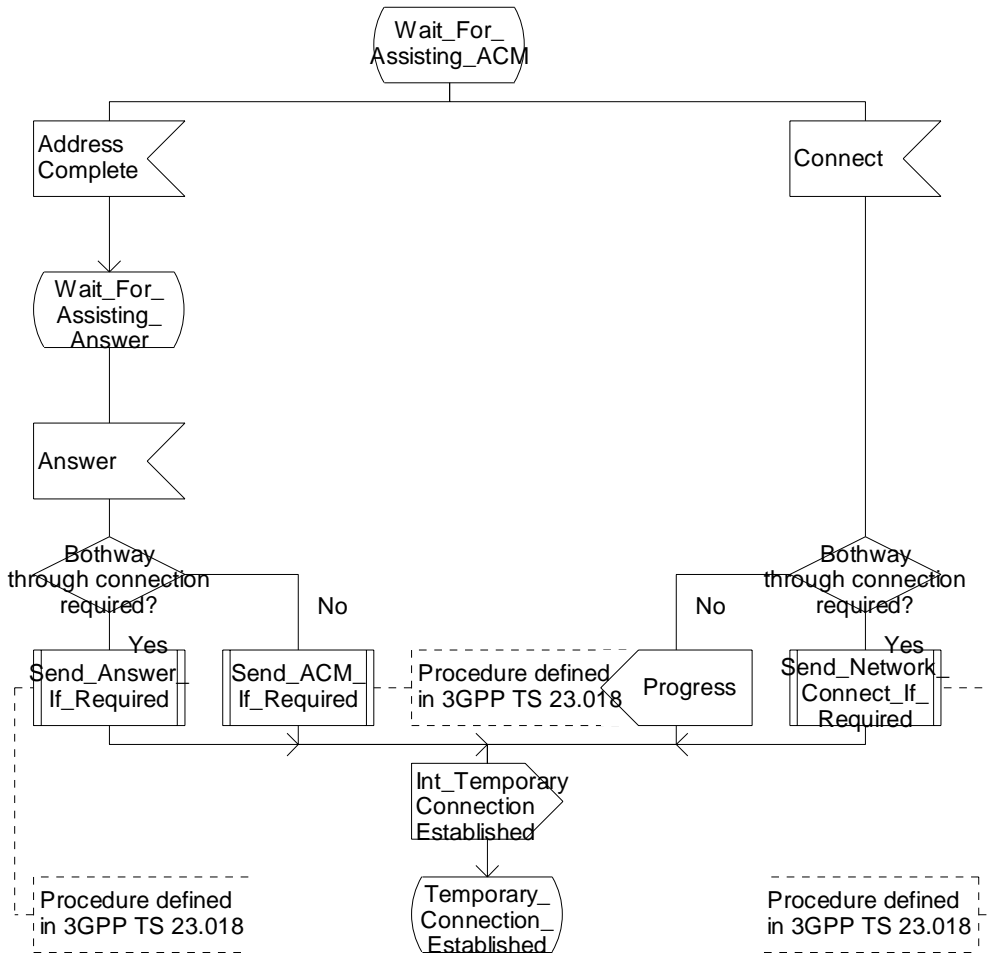 Wait_For_
Assisting_ACM
Address
Complete
Connect
Wait_For_
Assisting_
Answer
Answer
Bothway
through connection
required?
Bothway
through connection
required?
No
No
Yes
Yes
Send_Answer_
If_Required
Send_ACM_
If_Required
Procedure defined
in 3GPP TS 23.018
Progress
Send_Network_
Connect_If_
Required
Int_Temporary
Connection
Established
Procedure defined
in 3GPP TS 23.018
Temporary_
Connection_
Established
Procedure defined
in 3GPP TS 23.018